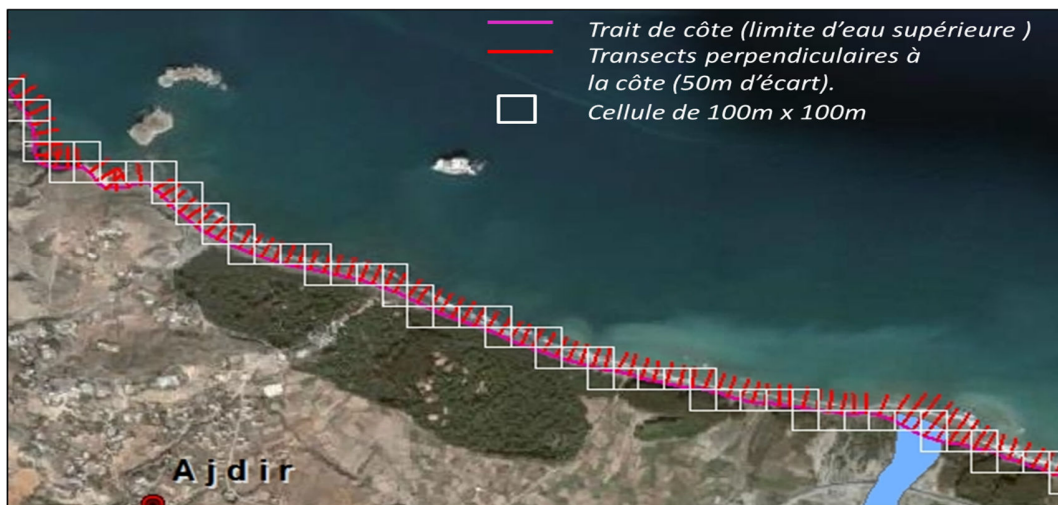 Trait de côte (limite d’eau supérieure )
Transects perpendiculaires à
la côte (50m d’écart).
Cellule de 100m x 100m
Ajdir